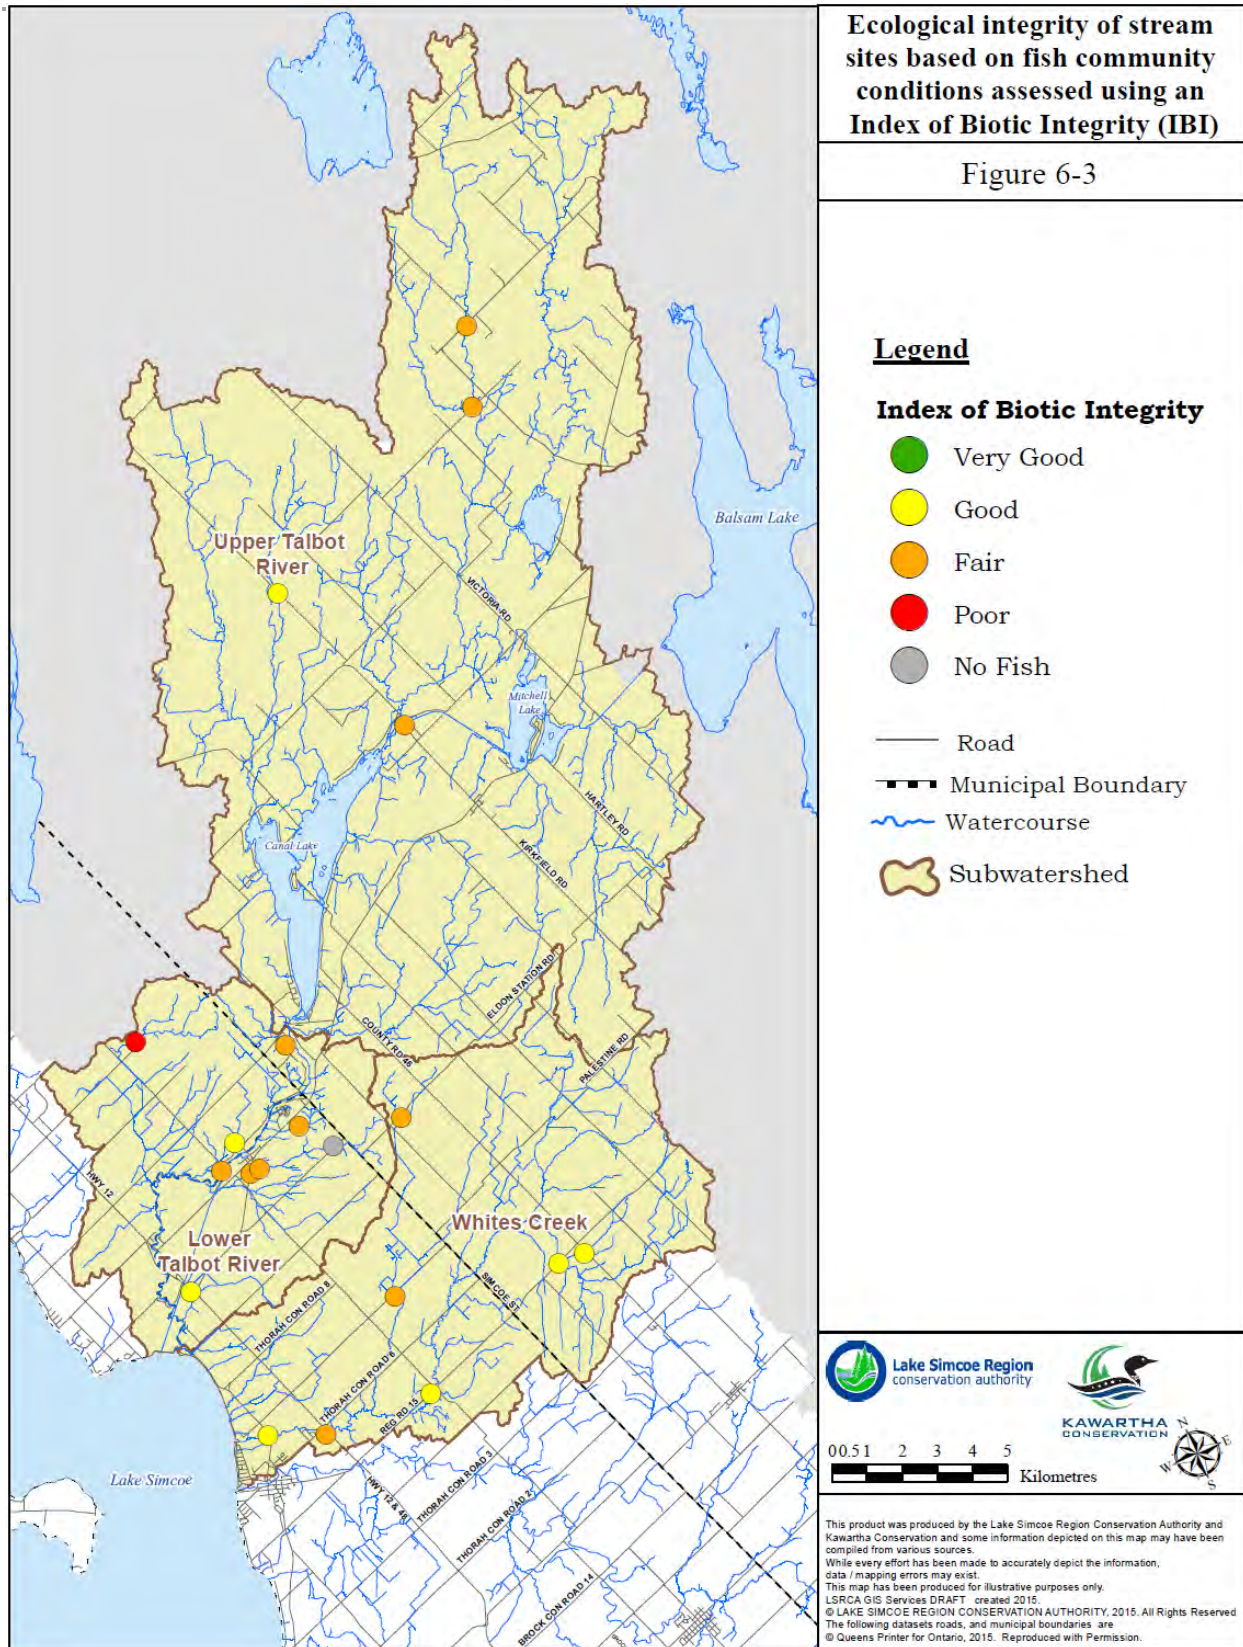 Ecological integrity of stream
sites based on fish community
conditions assessed using an
Index of Biotic Integrity (IBI)
Figure 6-3
Legend
Index of Biotic Integrity
Very Good
Good
Fair
Poor
No Fish
Road
Municipal Boundary
Watercourse
Subwatershed
Balsam Lake
Upper Talbot
River
VICTORIA RD
Mitchell
Lake
HARTLEY RD
KIRKFIELD RD
Canal Lake
ELDON STATION RD
COUNTY RD 46
PALESTINE RD
HWY 12
Whites Creek
Lower
Talbot River
SIMCOE ST
THORAH CON ROAD 8
THORAH CON ROAD 6
REG RD 15
Lake Simcoe
HWY 12 & 48
THORAH CON ROAD 3
THORAH CON ROAD 2
BROCK CON ROAD 14
Lake Simcoe Region
conservation authority
KAWARTHA
CONSERVATION
N
E
W
S
0 0.5 1 2 3 4 5
Kilometres
This product was produced by the Lake Simcoe Region Conservation Authority and
Kawartha Conservation and some information depicted on this map may have been
compiled from various sources.
While every effort has been made to accurately depict the information,
data / mapping errors may exist.
This map has been produced for illustrative purposes only.
LSRCA GIS Services DRAFT created 2015.
© LAKE SIMCOE REGION CONSERVATION AUTHORITY, 2015. All Rights Reserved
The following datasets roads, and municipal boundaries are
© Queens Printer for Ontario, 2015. Reproduced with Permission.